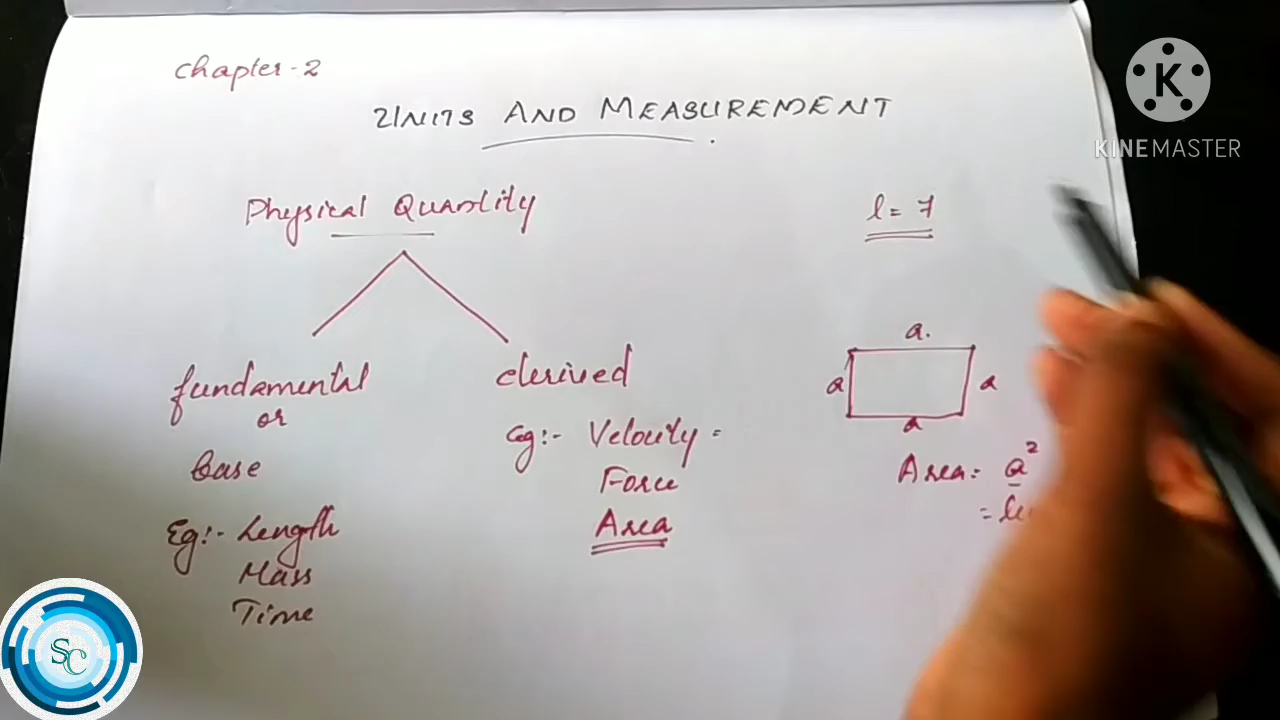 Chapter-2
UNITS AND MEASUREMENT.
Physical Quantity
l = 7
fundamental
or
base
Eg:- Length
Mass
Time
derived
Eg:- Velocity =
Force
Area
a.
a
a
a
Area = a²
=
KINEMASTER
K
SC